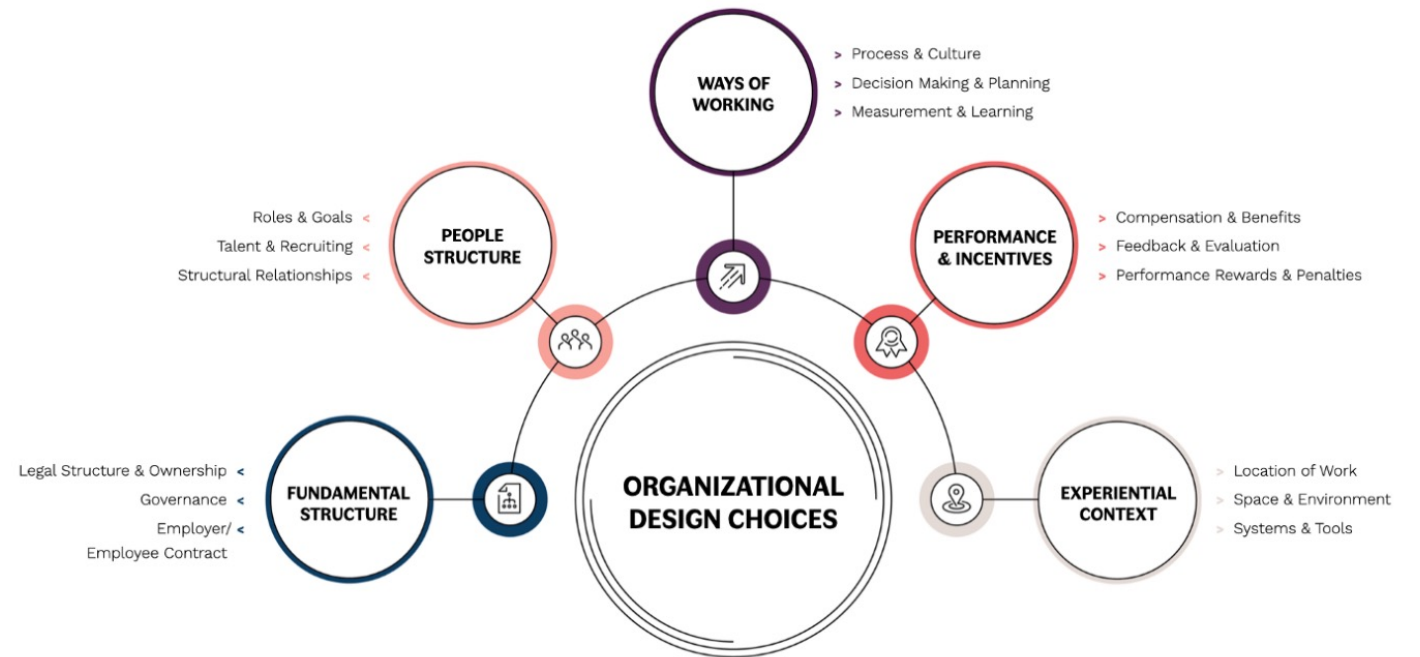 WAYS OF
WORKING
> Process & Culture
> Decision Making & Planning
> Measurement & Learning
Roles & Goals <
Talent & Recruiting <
Structural Relationships <
PEOPLE
STRUCTURE
PERFORMANCE
& INCENTIVES
> Compensation & Benefits
> Feedback & Evaluation
> Performance Rewards & Penalties
Legal Structure & Ownership <
Governance <
Employer/ <
Employee Contract
FUNDAMENTAL
STRUCTURE
ORGANIZATIONAL
DESIGN CHOICES
EXPERIENTIAL
CONTEXT
> Location of Work
> Space & Environment
> Systems & Tools